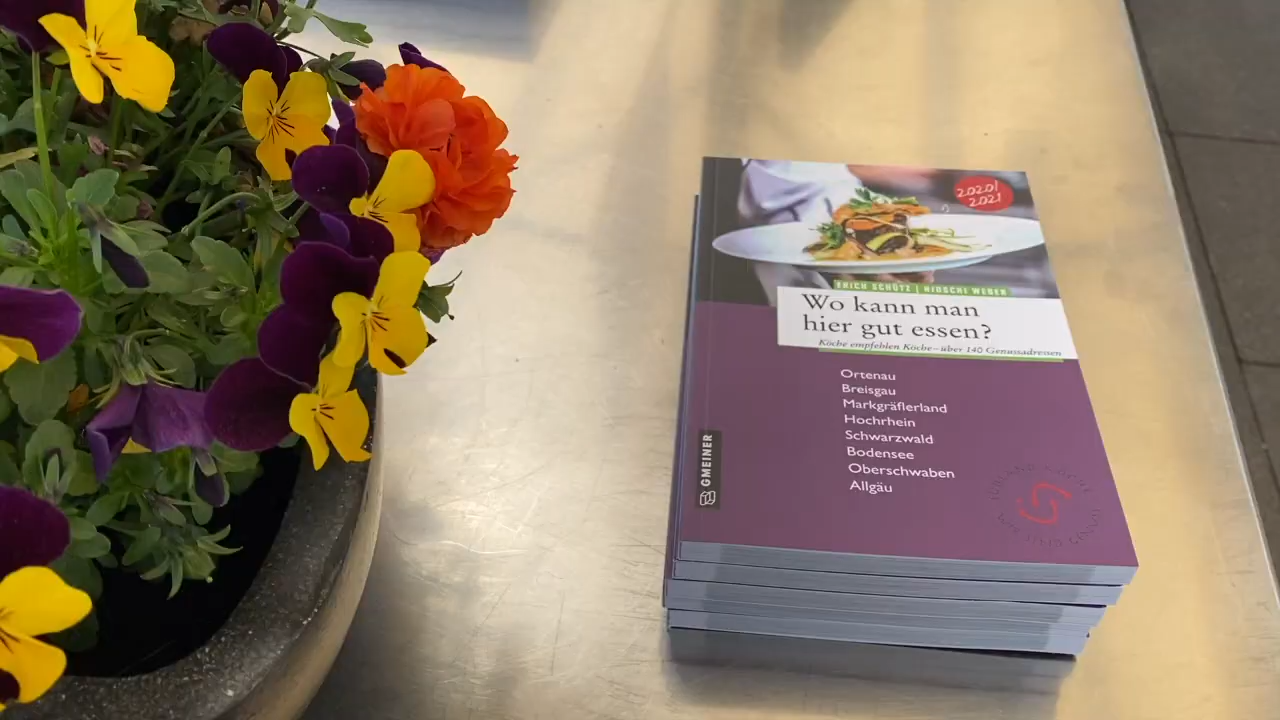 2020/
2021
ERICH SCHÜTZ | HIRSCHE WEBER
Wo kann man
hier gut essen?
Köche empfehlen Köche – über 140 Genussadressen
Ortenau
Breisgau
Markgräflerland
Hochrhein
Schwarzwald
Bodensee
Oberschwaben
Allgäu
GMEINER